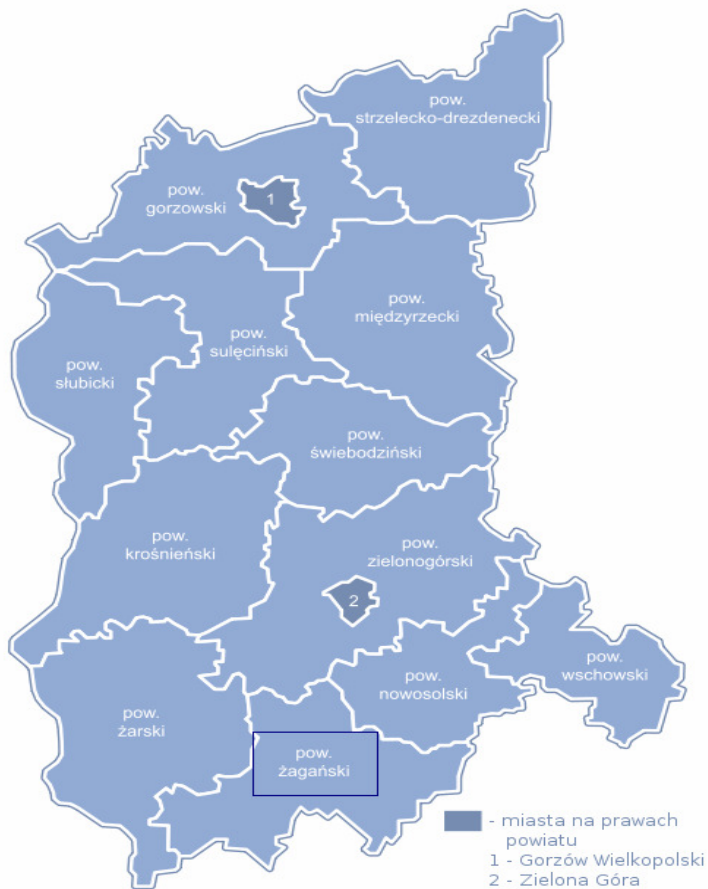 pow.
strzelecko-drezdenecki
pow.
gorzowski
1
pow.
międzyrzecki
pow.
sulęciński
pow.
słubicki
pow.
świebodziński
pow.
krośnieński
pow.
zielonogórski
2
pow.
wschowski
pow.
nowosolski
pow.
żarski
pow.
żagański
- miasta na prawach
powiatu
1 - Gorzów Wielkopolski
2 - Zielona Góra